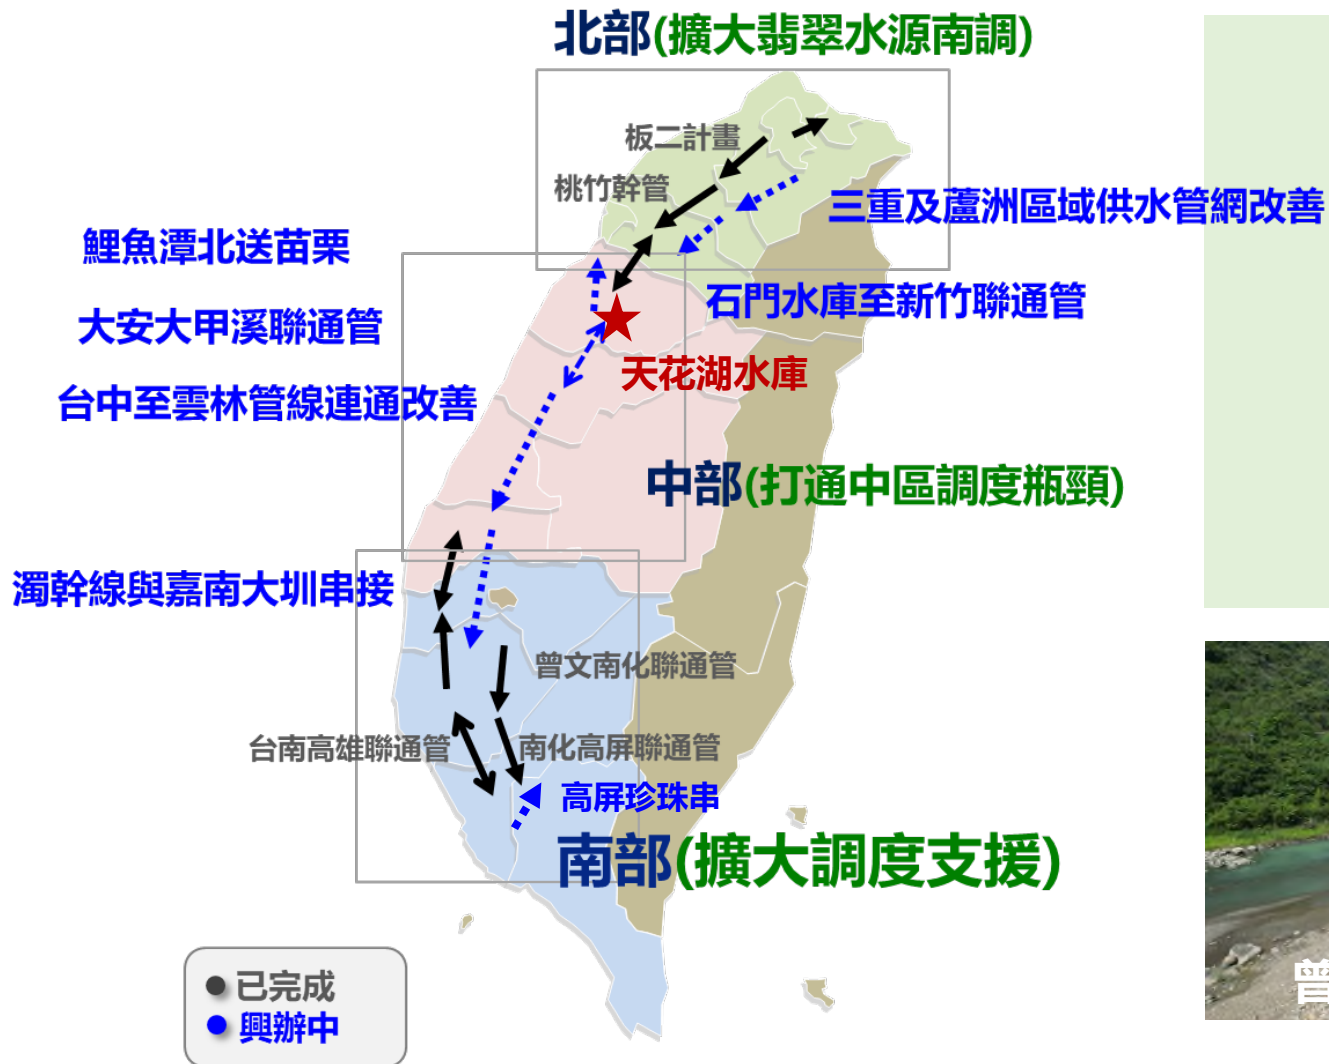 北部(擴大翡翠水源南調)
板二計畫
桃竹幹管
三重及蘆洲區域供水管網改善
鯉魚潭北送苗栗
石門水庫至新竹聯通管
大安大甲溪聯通管
天花湖水庫
台中至雲林管線連通改善
中部(打通中區調度瓶頸)
濁幹線與嘉南大圳串接
曾文南化聯通管
台南高雄聯通管
南化高屏聯通管
高屏珍珠串
南部(擴大調度支援)
已完成
興辦中
曾